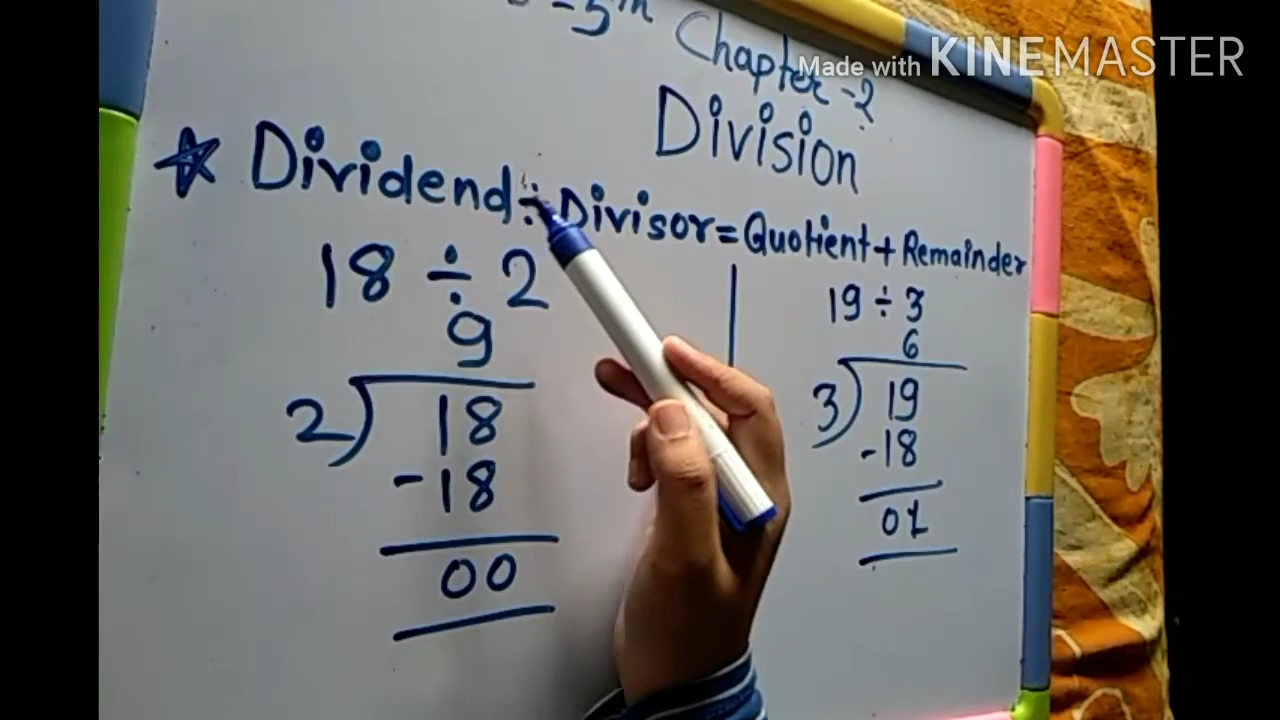 -5th Chapter-2
Made with KINEMASTER
Division
Dividend÷Divisor=Quotient+Remainder
18 ÷ 2
9
2)18
-18
00
19 ÷ 3
6
3)19
-18
01